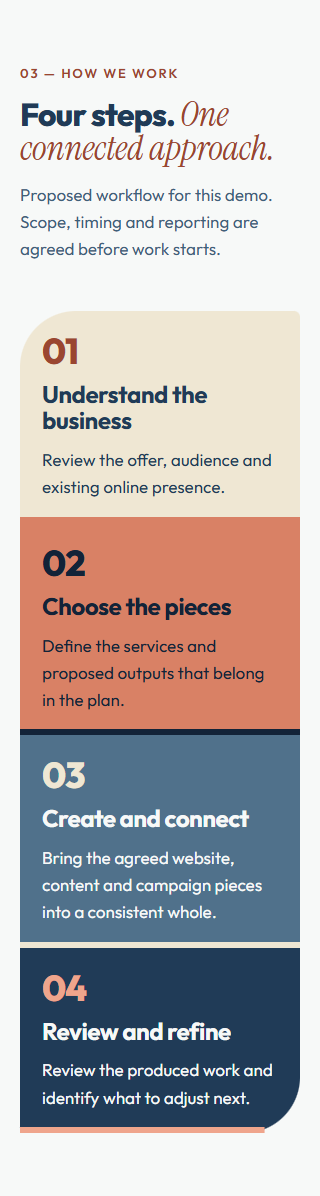 03 — HOW WE WORK
Four steps. One
connected approach.
Proposed workflow for this demo.
Scope, timing and reporting are
agreed before work starts.
01
Understand the
business
Review the offer, audience and
existing online presence.
02
Choose the pieces
Define the services and
proposed outputs that belong
in the plan.
03
Create and connect
Bring the agreed website,
content and campaign pieces
into a consistent whole.
04
Review and refine
Review the produced work and
identify what to adjust next.